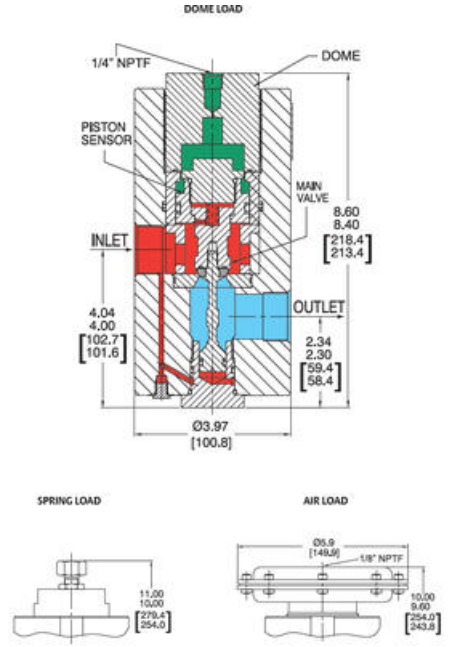 DOME LOAD
1/4" NPTF
DOME
PISTON
SENSOR
MAIN
VALVE
8.60
8.40
[218.4]
[213.4]
INLET
OUTLET
4.04
4.00
[102.7]
[101.6]
2.34
2.30
[59.4]
[58.4]
Ø3.97
[100.8]
SPRING LOAD
AIR LOAD
Ø5.9
[149.9]
1/8" NPTF
11.00
10.00
[279.4]
[254.0]
10.00
9.60
[254.0]
[243.8]